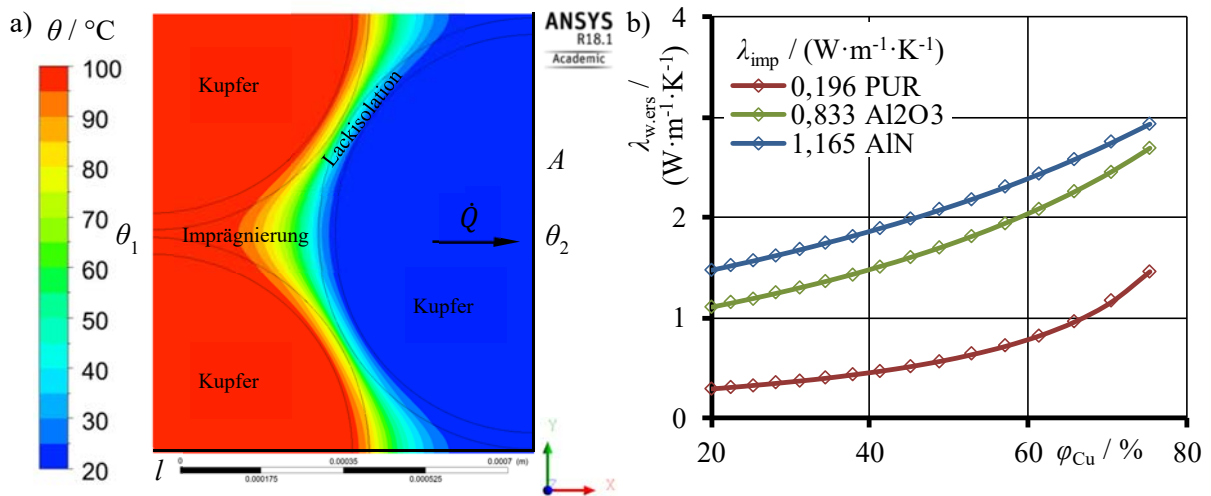 a) θ / °C
100
90
80
70
60
50
40
30
20
θ₁
Kupfer
Lackisolation
Imprägnierung
Kupfer
Kupfer
Q̇
ANSYS
R18.1
Academic
A
θ₂
l
0
0.00035
0.0007 (m)
0.000175
0.000525
Y
Z
X
b)
λw.ers /
(W·m⁻¹·K⁻¹)
4
2
1
0
λimp / (W·m⁻¹·K⁻¹)
0,196 PUR
0,833 Al2O3
1,165 AlN
20
40
60
φCu / %
80